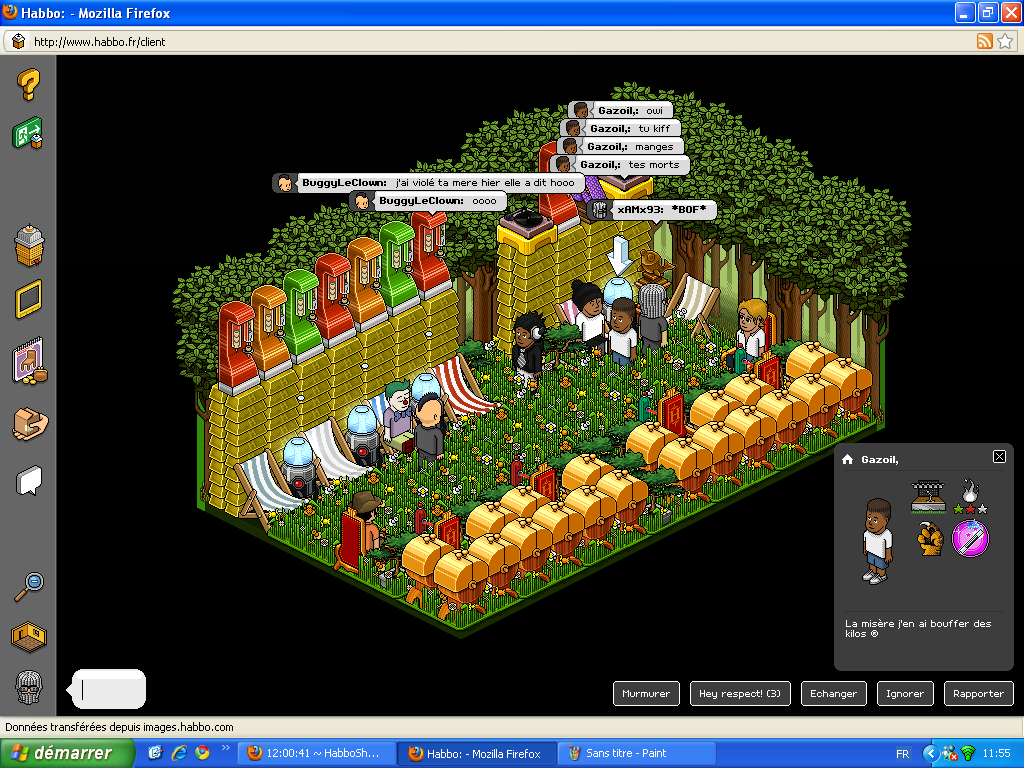 Habbo: - Mozilla Firefox
http://www.habbo.fr/client
Gazoil,: owi
Gazoil,: tu kiff
Gazoil,: manges
Gazoil,: tes morts
BuggyLeClown: j'ai violé ta mere hier elle a dit hooo
BuggyLeClown: oooo
xAMx93: *BOF*
Gazoil,
La misère j'en ai bouffer des
kilos ®
Murmurer Hey respect! (3) Echanger Ignorer Rapporter
Données transférées depuis images.habbo.com
démarrer 12:00:41 ~ HabboSh... Habbo: - Mozilla Firefox Sans titre - Paint FR 11:55